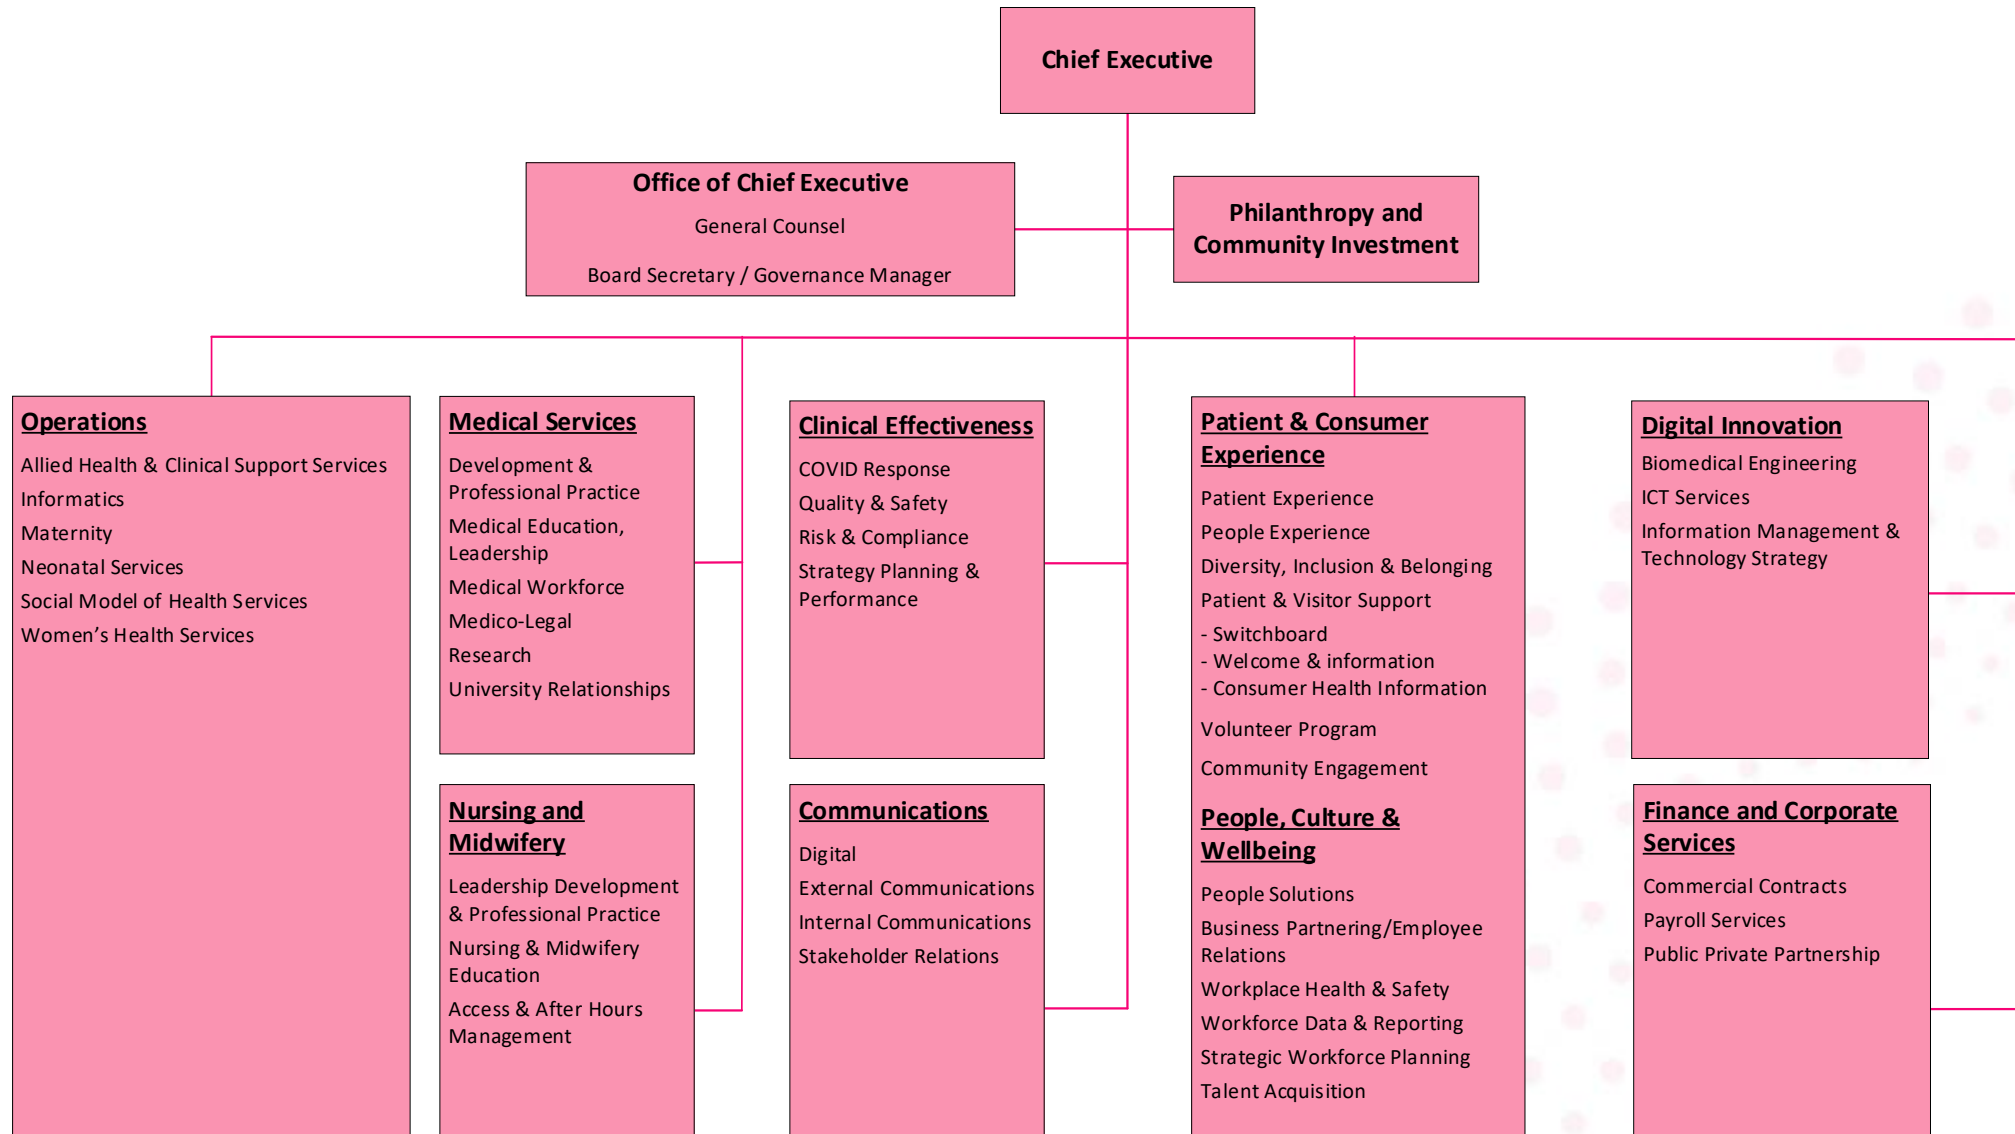 Chief Executive
Office of Chief Executive
General Counsel
Board Secretary / Governance Manager
Philanthropy and
Community Investment
Operations
Allied Health & Clinical Support Services
Informatics
Maternity
Neonatal Services
Social Model of Health Services
Women’s Health Services
Medical Services
Development &
Professional Practice
Medical Education,
Leadership
Medical Workforce
Medico-Legal
Research
University Relationships
Nursing and
Midwifery
Leadership Development
& Professional Practice
Nursing & Midwifery
Education
Access & After Hours
Management
Clinical Effectiveness
COVID Response
Quality & Safety
Risk & Compliance
Strategy Planning &
Performance
Communications
Digital
External Communications
Internal Communications
Stakeholder Relations
Patient & Consumer
Experience
Patient Experience
People Experience
Diversity, Inclusion & Belonging
Patient & Visitor Support
- Switchboard
- Welcome & information
- Consumer Health Information
Volunteer Program
Community Engagement
People, Culture &
Wellbeing
People Solutions
Business Partnering/Employee
Relations
Workplace Health & Safety
Workforce Data & Reporting
Strategic Workforce Planning
Talent Acquisition
Digital Innovation
Biomedical Engineering
ICT Services
Information Management &
Technology Strategy
Finance and Corporate
Services
Commercial Contracts
Payroll Services
Public Private Partnership